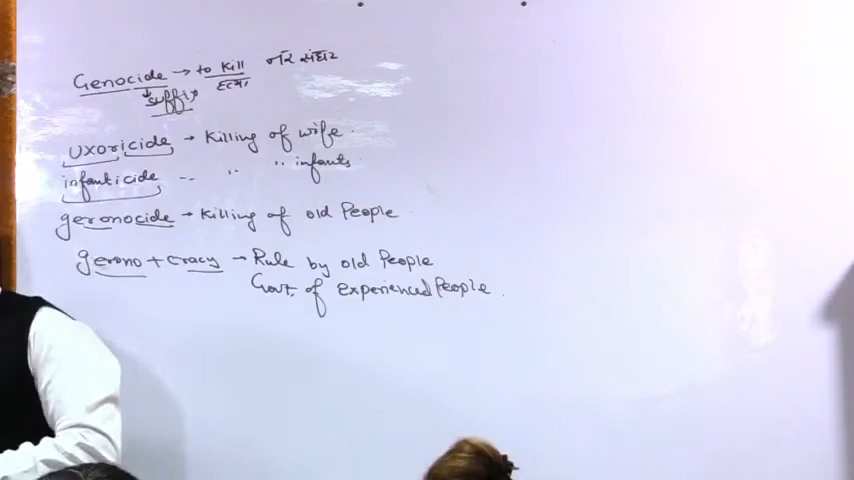 Genocide → to Kill नर संहार
suffix हत्या
Uxoricide → Killing of wife.
infanticide -- " " infants
geronocide → Killing of old People
gerono + cracy → Rule by old People
Govt. of experienced People.